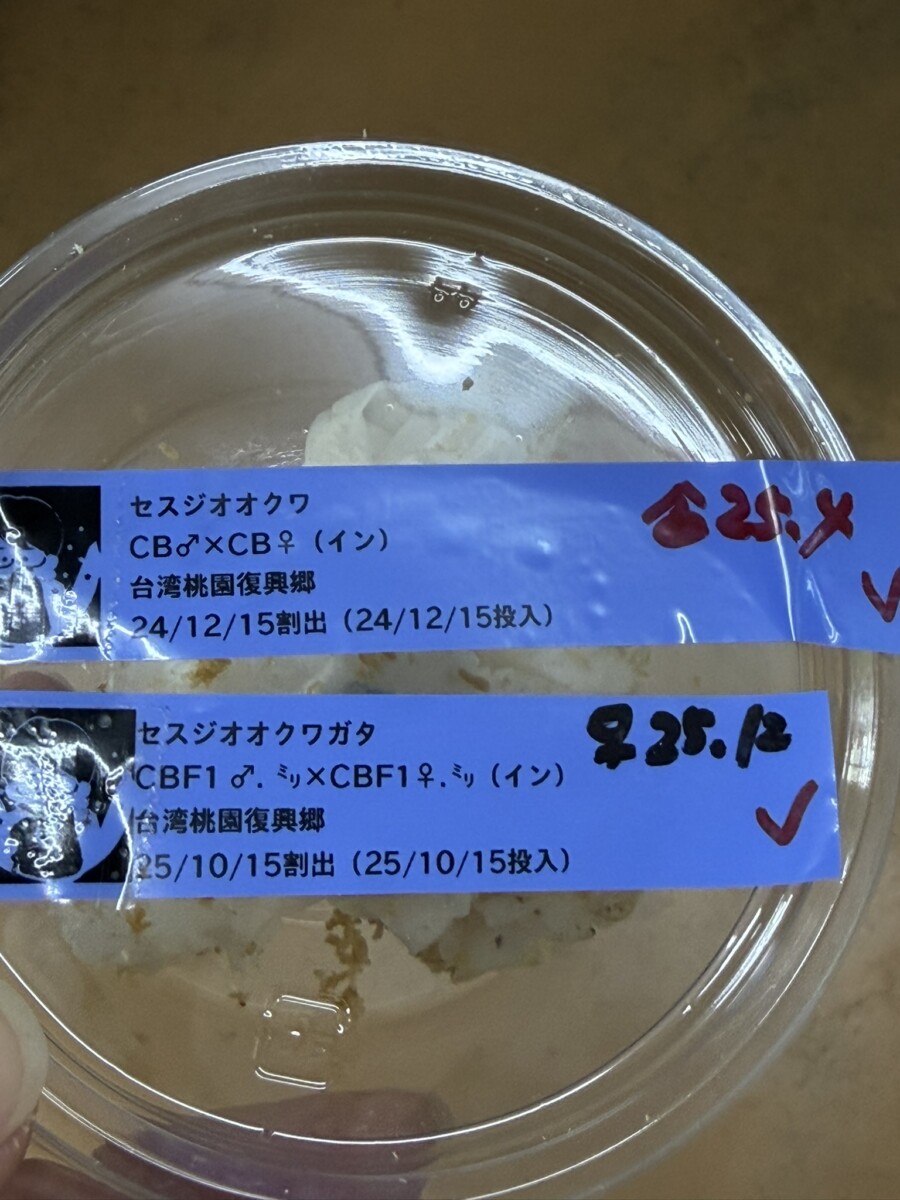 セスジオオクワ
CB♂×CB♀（イン）
台湾桃園復興郷
24/12/15割出（24/12/15投入）
25.4
セスジオオクワガタ
CBF1 ♂. ﾐﾘ×CBF1♀.ﾐﾘ（イン）
台湾桃園復興郷
25/10/15割出（25/10/15投入）
♀25.12